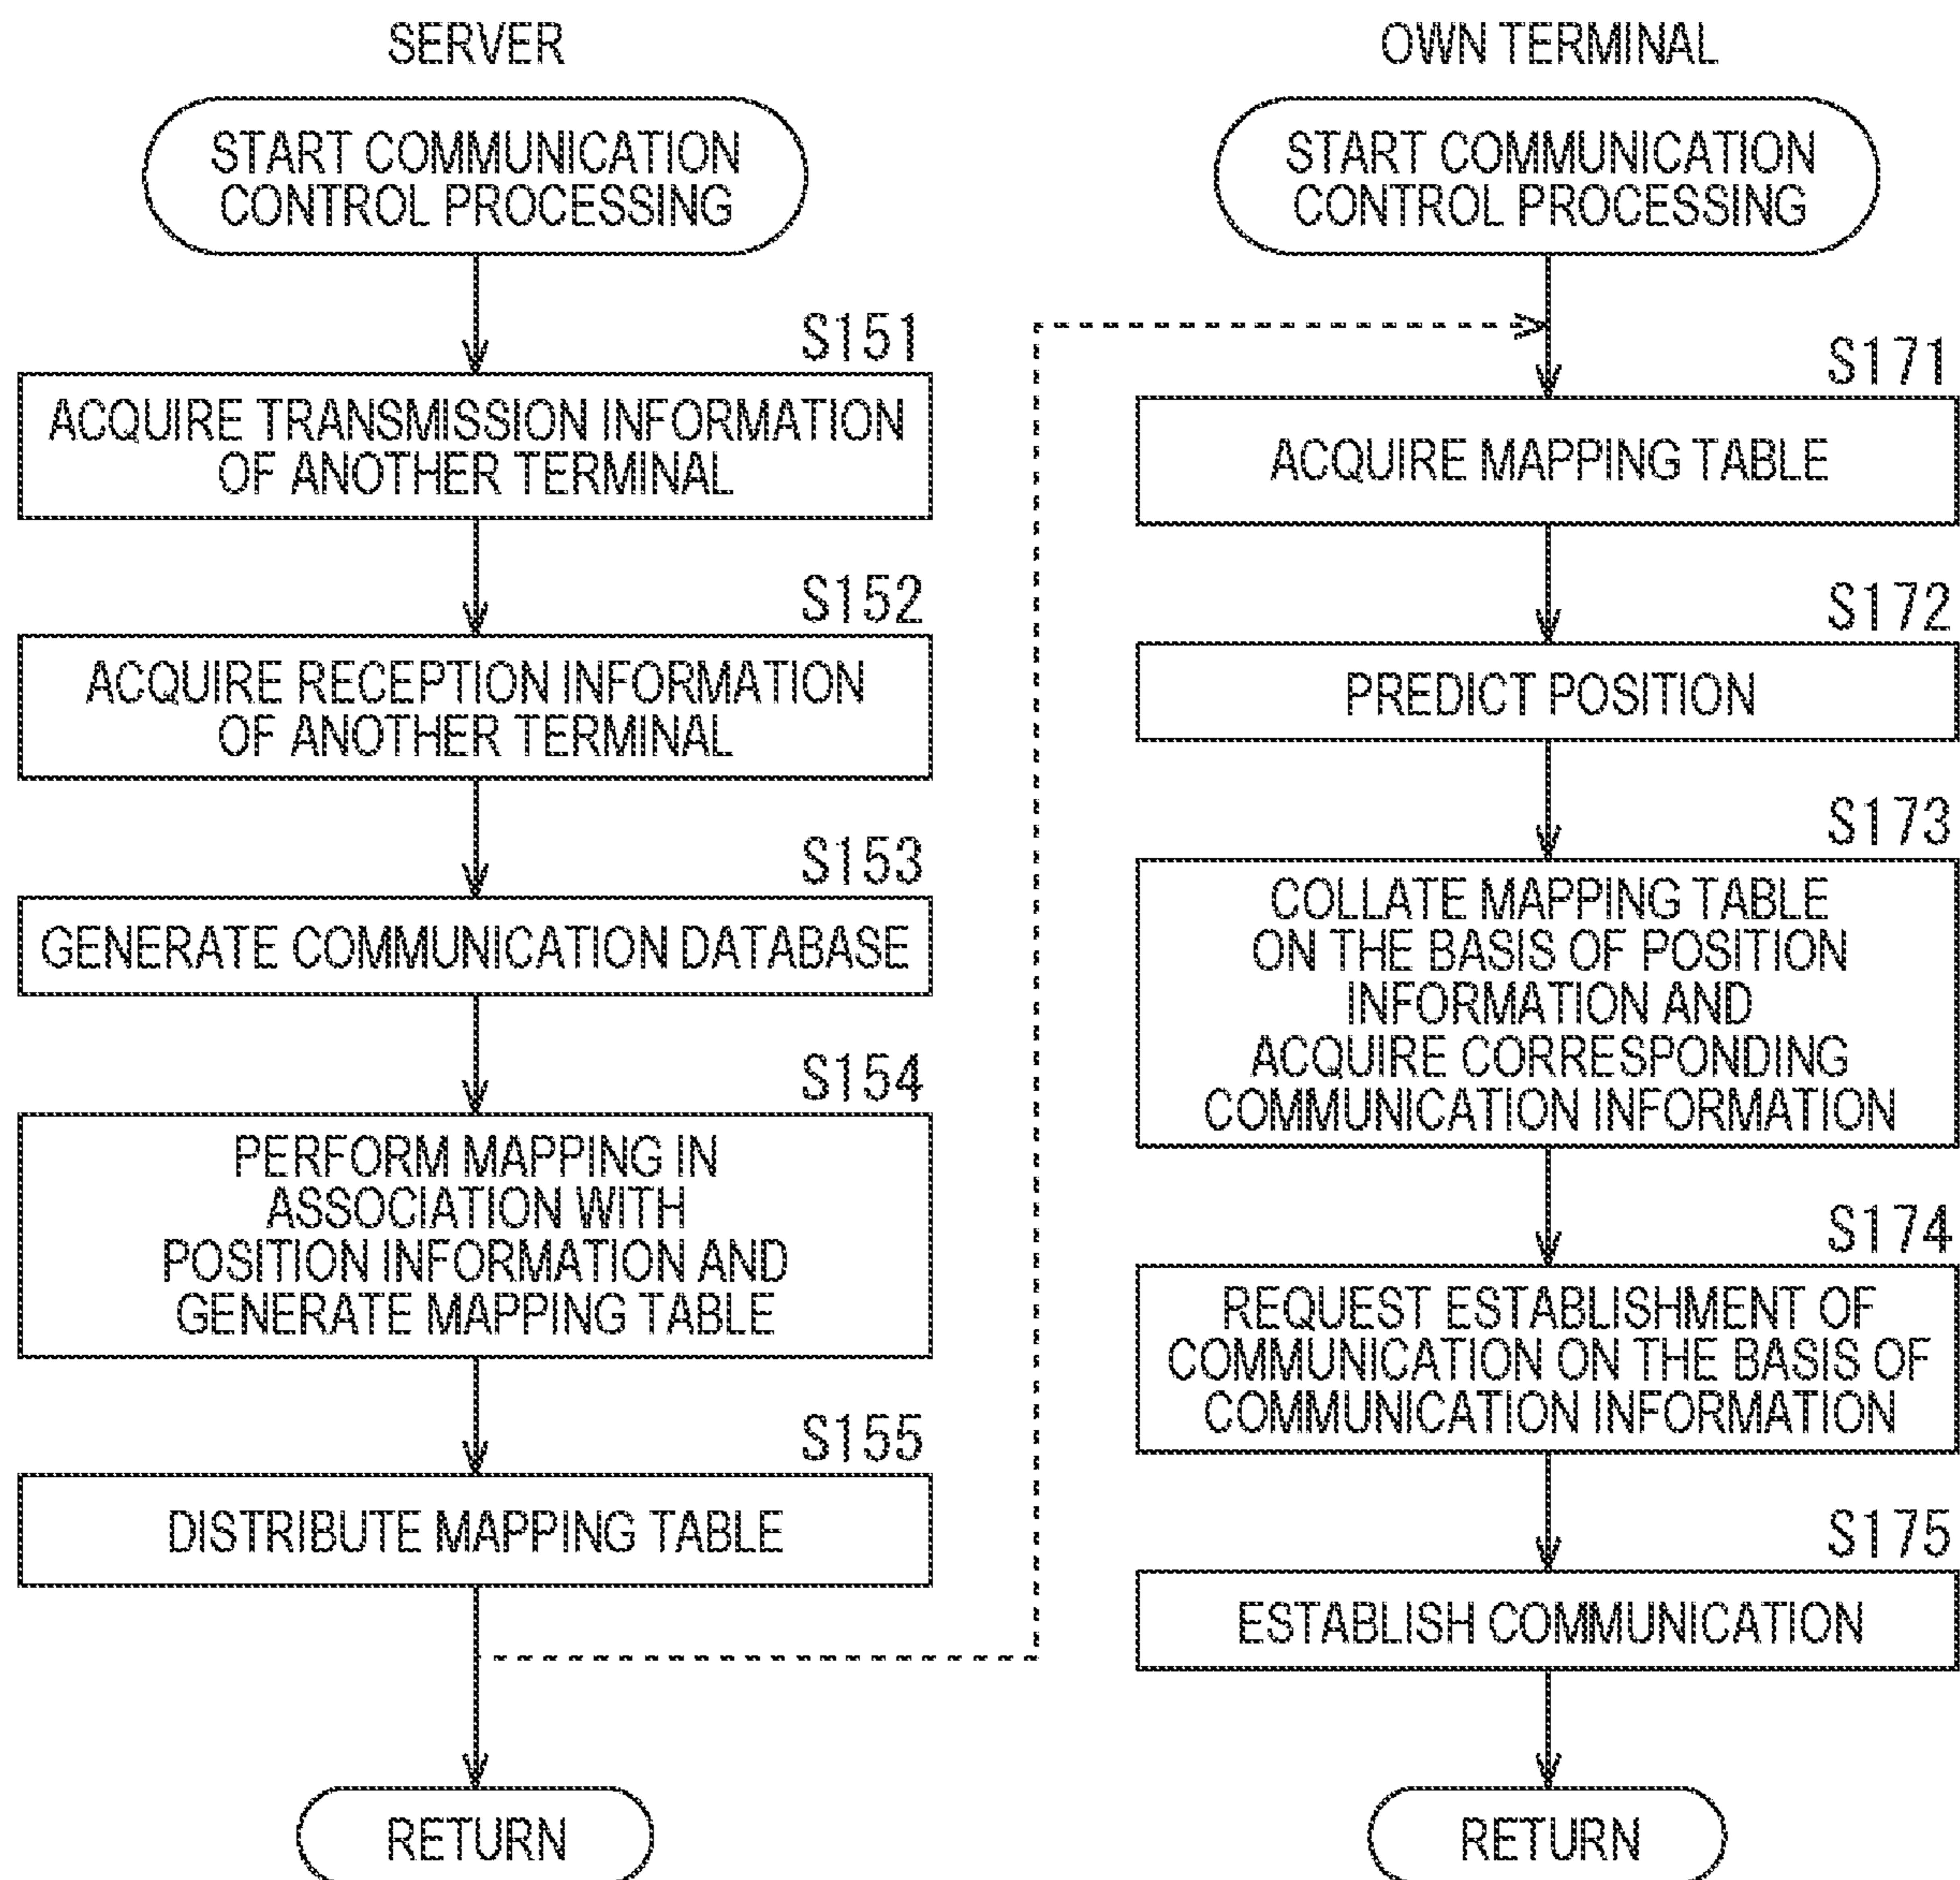 SERVER
START COMMUNICATION
CONTROL PROCESSING
S151
ACQUIRE TRANSMISSION INFORMATION
OF ANOTHER TERMINAL
S152
ACQUIRE RECEPTION INFORMATION
OF ANOTHER TERMINAL
S153
GENERATE COMMUNICATION DATABASE
S154
PERFORM MAPPING IN
ASSOCIATION WITH
POSITION INFORMATION AND
GENERATE MAPPING TABLE
S155
DISTRIBUTE MAPPING TABLE
RETURN
OWN TERMINAL
START COMMUNICATION
CONTROL PROCESSING
S171
ACQUIRE MAPPING TABLE
S172
PREDICT POSITION
S173
COLLATE MAPPING TABLE
ON THE BASIS OF POSITION
INFORMATION AND
ACQUIRE CORRESPONDING
COMMUNICATION INFORMATION
S174
REQUEST ESTABLISHMENT OF
COMMUNICATION ON THE BASIS OF
COMMUNICATION INFORMATION
S175
ESTABLISH COMMUNICATION
RETURN